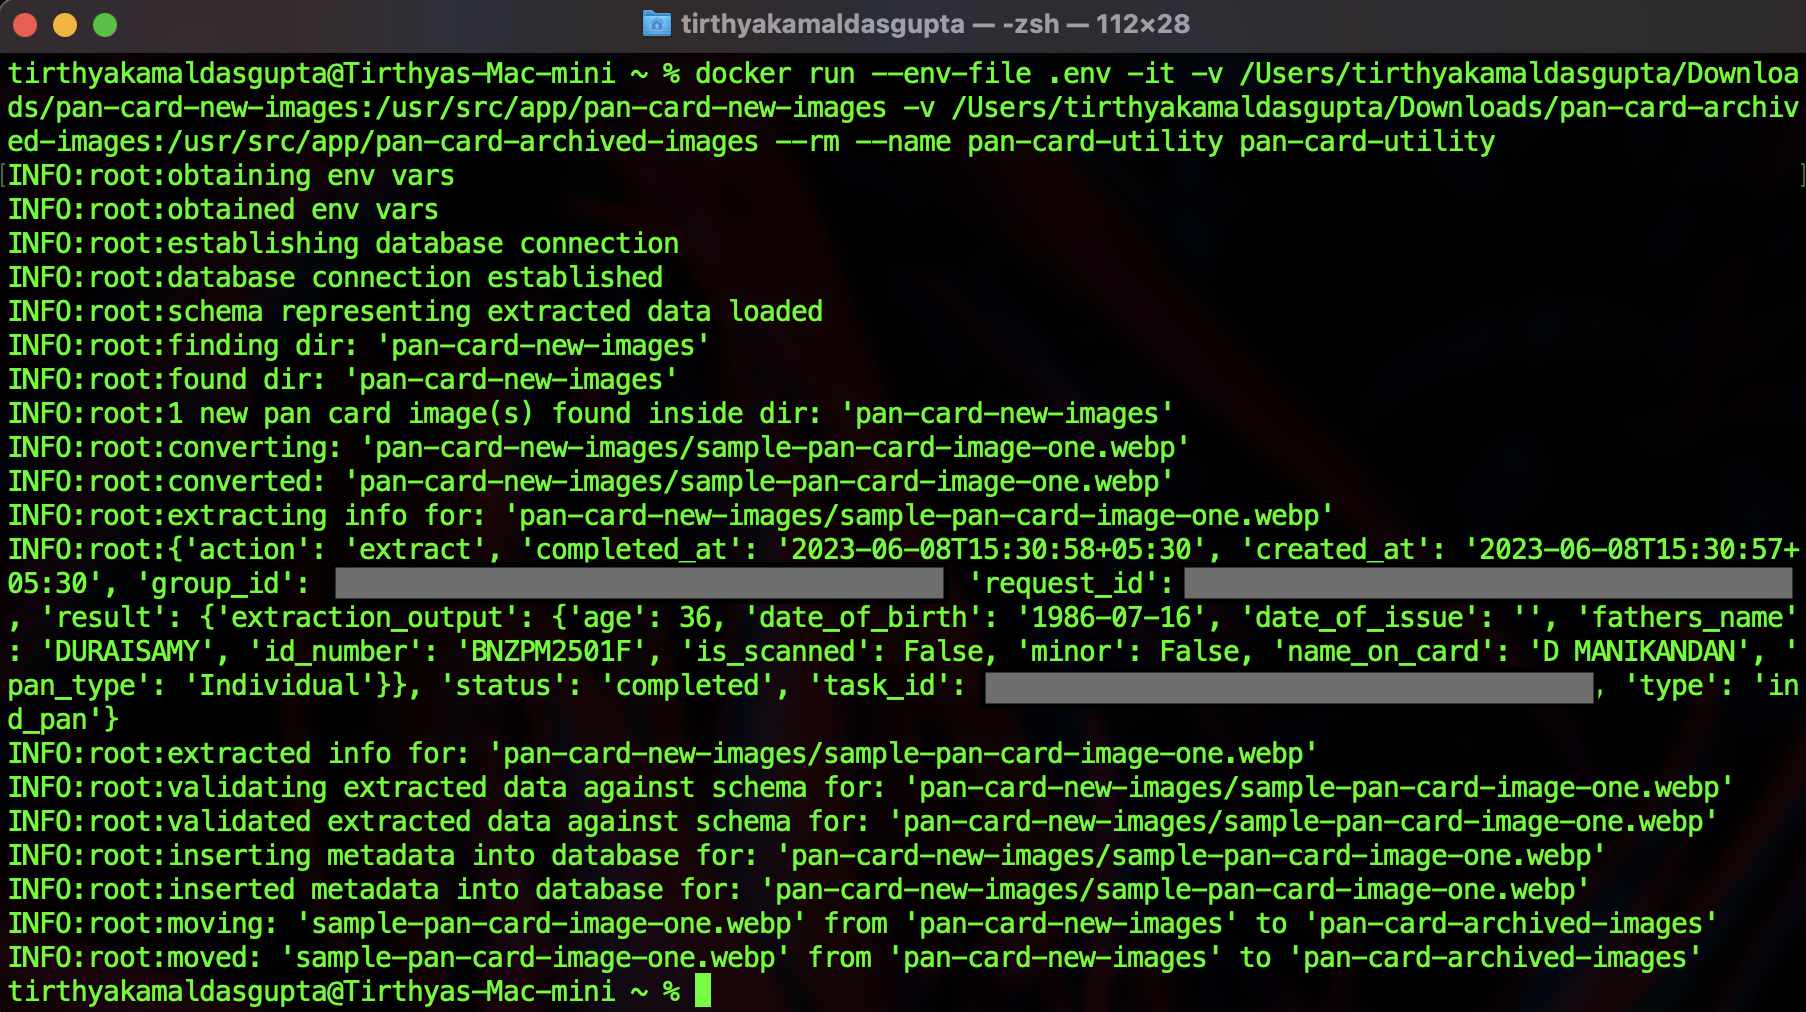 tirthyakamaldasgupta — -zsh — 112×28
tirthyakamaldasgupta@Tirthyas-Mac-mini ~ % docker run --env-file .env -it -v /Users/tirthyakamaldasgupta/Downloa
ds/pan-card-new-images:/usr/src/app/pan-card-new-images -v /Users/tirthyakamaldasgupta/Downloads/pan-card-archiv
ed-images:/usr/src/app/pan-card-archived-images --rm --name pan-card-utility pan-card-utility
[INFO:root:obtaining env vars ]
INFO:root:obtained env vars
INFO:root:establishing database connection
INFO:root:database connection established
INFO:root:schema representing extracted data loaded
INFO:root:finding dir: 'pan-card-new-images'
INFO:root:found dir: 'pan-card-new-images'
INFO:root:1 new pan card image(s) found inside dir: 'pan-card-new-images'
INFO:root:converting: 'pan-card-new-images/sample-pan-card-image-one.webp'
INFO:root:converted: 'pan-card-new-images/sample-pan-card-image-one.webp'
INFO:root:extracting info for: 'pan-card-new-images/sample-pan-card-image-one.webp'
INFO:root:{'action': 'extract', 'completed_at': '2023-06-08T15:30:58+05:30', 'created_at': '2023-06-08T15:30:57+
05:30', 'group_id': 'request_id':
, 'result': {'extraction_output': {'age': 36, 'date_of_birth': '1986-07-16', 'date_of_issue': '', 'fathers_name'
: 'DURAISAMY', 'id_number': 'BNZPM2501F', 'is_scanned': False, 'minor': False, 'name_on_card': 'D MANIKANDAN', '
pan_type': 'Individual'}}, 'status': 'completed', 'task_id': , 'type': 'in
d_pan'}
INFO:root:extracted info for: 'pan-card-new-images/sample-pan-card-image-one.webp'
INFO:root:validating extracted data against schema for: 'pan-card-new-images/sample-pan-card-image-one.webp'
INFO:root:validated extracted data against schema for: 'pan-card-new-images/sample-pan-card-image-one.webp'
INFO:root:inserting metadata into database for: 'pan-card-new-images/sample-pan-card-image-one.webp'
INFO:root:inserted metadata into database for: 'pan-card-new-images/sample-pan-card-image-one.webp'
INFO:root:moving: 'sample-pan-card-image-one.webp' from 'pan-card-new-images' to 'pan-card-archived-images'
INFO:root:moved: 'sample-pan-card-image-one.webp' from 'pan-card-new-images' to 'pan-card-archived-images'
tirthyakamaldasgupta@Tirthyas-Mac-mini ~ %